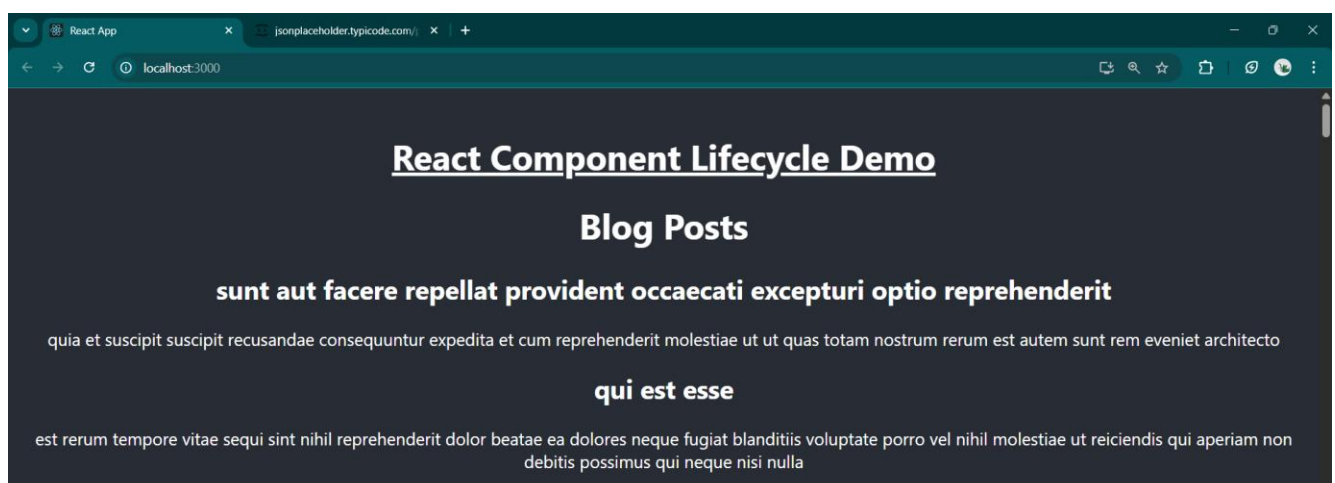 React App
jsonplaceholder.typicode.com/
localhost:3000
React Component Lifecycle Demo
Blog Posts
sunt aut facere repellat provident occaecati excepturi optio reprehenderit
quia et suscipit suscipit recusandae consequuntur expedita et cum reprehenderit molestiae ut ut quas totam nostrum rerum est autem sunt rem eveniet architecto
qui est esse
est rerum tempore vitae sequi sint nihil reprehenderit dolor beatae ea dolores neque fugiat blanditiis voluptate porro vel nihil molestiae ut reiciendis qui aperiam non
debitis possimus qui neque nisi nulla